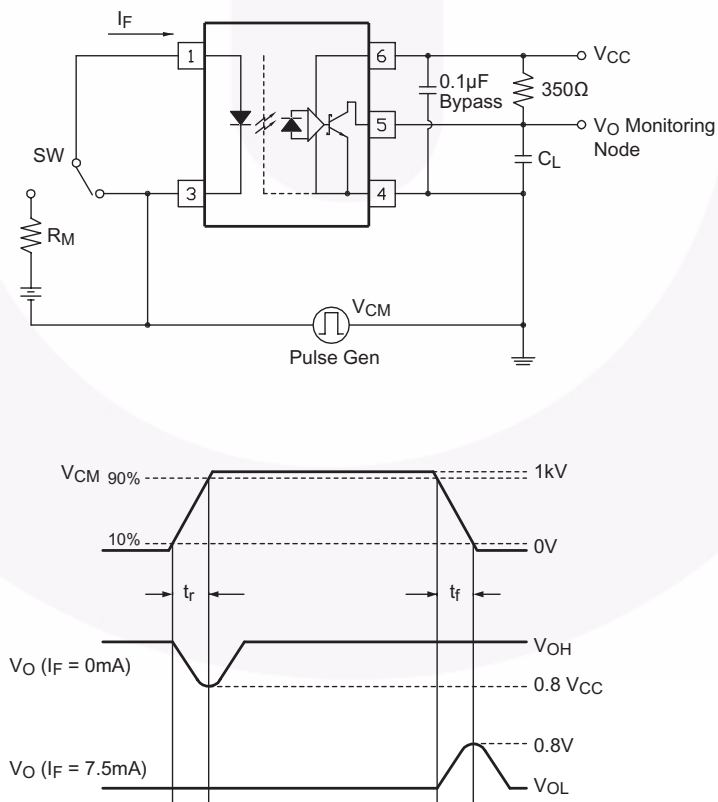 IF
1
6
VCC
0.1µF
Bypass
350Ω
5
VO Monitoring
Node
SW
CL
3
4
RM
VCM
Pulse Gen
VCM 90%
1kV
10%
0V
tr
tf
VO (IF = 0mA)
VOH
0.8 VCC
0.8V
VO (IF = 7.5mA)
VOL